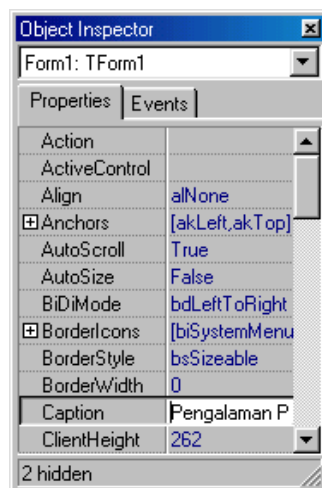 Object Inspector
Form1: TForm1
Properties Events
Action
ActiveControl
Align alNone
Anchors [akLeft,akTop]
AutoScroll True
AutoSize False
BiDiMode bdLeftToRight
BorderIcons [biSystemMenu
BorderStyle bsSizeable
BorderWidth 0
Caption Pengalaman P
ClientHeight 262
2 hidden